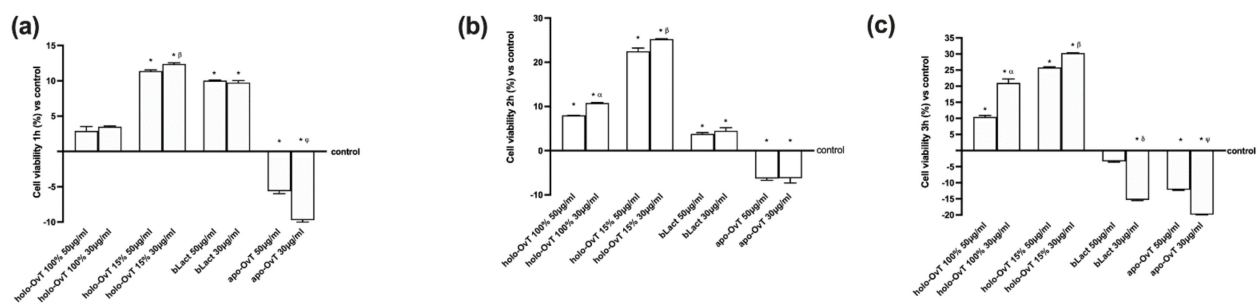 (a)
Cell viability 1h (%) vs control
15
10
5
-5
-10
* * β * * * * φ
control
holo-OvT 100% 50µg/ml
holo-OvT 100% 30µg/ml
holo-OvT 15% 50µg/ml
holo-OvT 15% 30µg/ml
bLact 50µg/ml
bLact 30µg/ml
apo-OvT 50µg/ml
apo-OvT 30µg/ml
(b)
Cell viability 2h (%) vs control
30
20
10
0
-10
* * α * * β * * * *
control
holo-OvT 100% 50µg/ml
holo-OvT 100% 30µg/ml
holo-OvT 15% 50µg/ml
holo-OvT 15% 30µg/ml
bLact 50µg/ml
bLact 30µg/ml
apo-OvT 50µg/ml
apo-OvT 30µg/ml
(c)
Cell viability 3h (%) vs control
35
30
25
20
15
10
5
-5
-10
-15
-20
* * α * * β * δ * * ψ
control
holo-OvT 100% 50µg/ml
holo-OvT 100% 30µg/ml
holo-OvT 15% 50µg/ml
holo-OvT 15% 30µg/ml
bLact 50µg/ml
bLact 30µg/ml
apo-OvT 50µg/ml
apo-OvT 30µg/ml